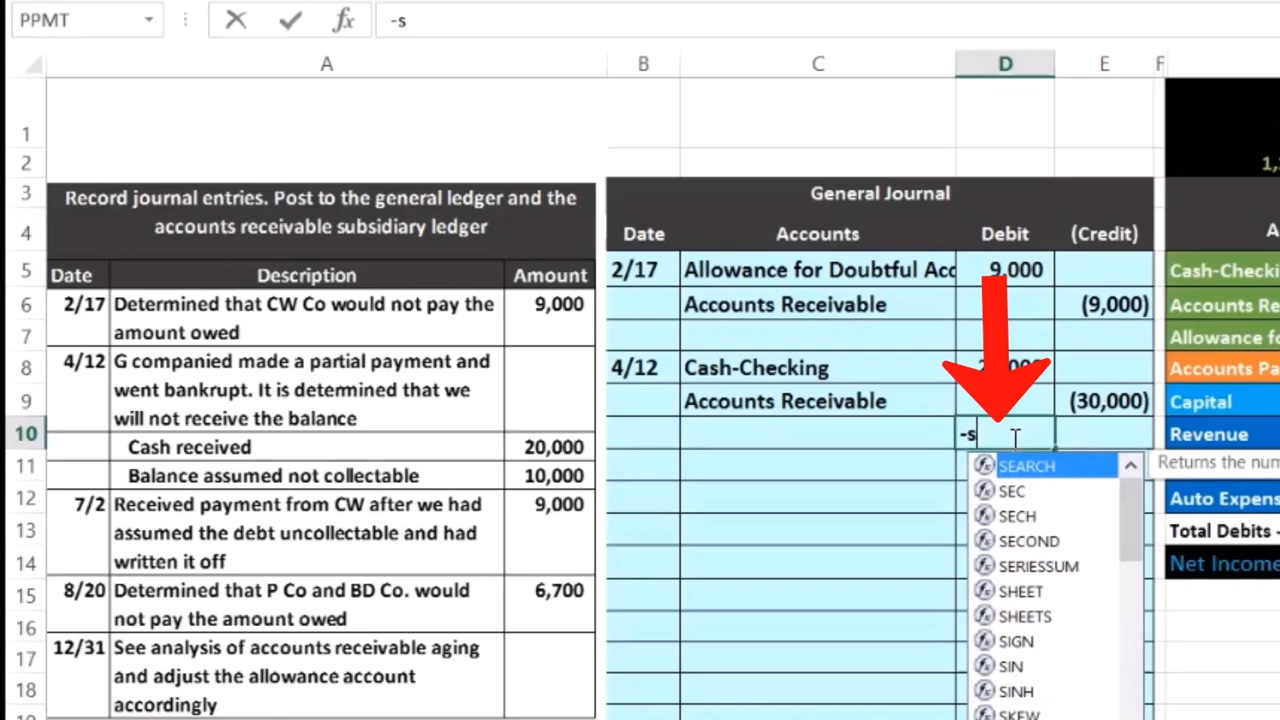 PPMT
fx
-s
A B C D E F
1
2
1,
3
Record journal entries. Post to the general ledger and the
General Journal
4
accounts receivable subsidiary ledger
Date Accounts Debit (Credit)
A
5
Date Description Amount
2/17 Allowance for Doubtful Acc 9,000
Cash-Checki
6
2/17 Determined that CW Co would not pay the 9,000
Accounts Receivable (9,000)
Accounts Re
7
amount owed
Allowance fo
8
4/12 G companied made a partial payment and
4/12 Cash-Checking
Accounts Pa
9
went bankrupt. It is determined that we
Accounts Receivable (30,000)
Capital
will not receive the balance
10
-s
Revenue
Cash received 20,000
11
Balance assumed not collectable 10,000
SEARCH
Returns the num
SEC
12
7/2 Received payment from CW after we had 9,000
SECH
Auto Expens
13
assumed the debt uncollectable and had
SECOND
Total Debits -
14
written it off
SERIESSUM
Net Income
15
8/20 Determined that P Co and BD Co. would 6,700
SHEET
16
not pay the amount owed
SHEETS
17
12/31 See analysis of accounts receivable aging
SIGN
18
and adjust the allowance account
SIN
accordingly
SINH
SKEW